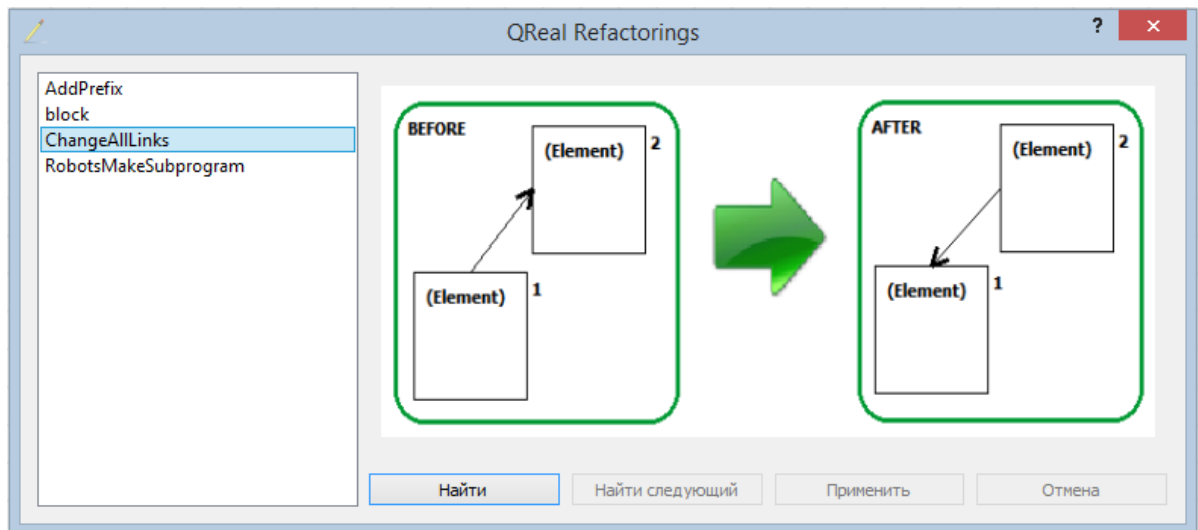 QReal Refactorings
?
AddPrefix
block
ChangeAllLinks
RobotsMakeSubprogram
BEFORE
(Element) 2
(Element) 1
AFTER
(Element) 2
(Element) 1
Найти
Найти следующий
Применить
Отмена